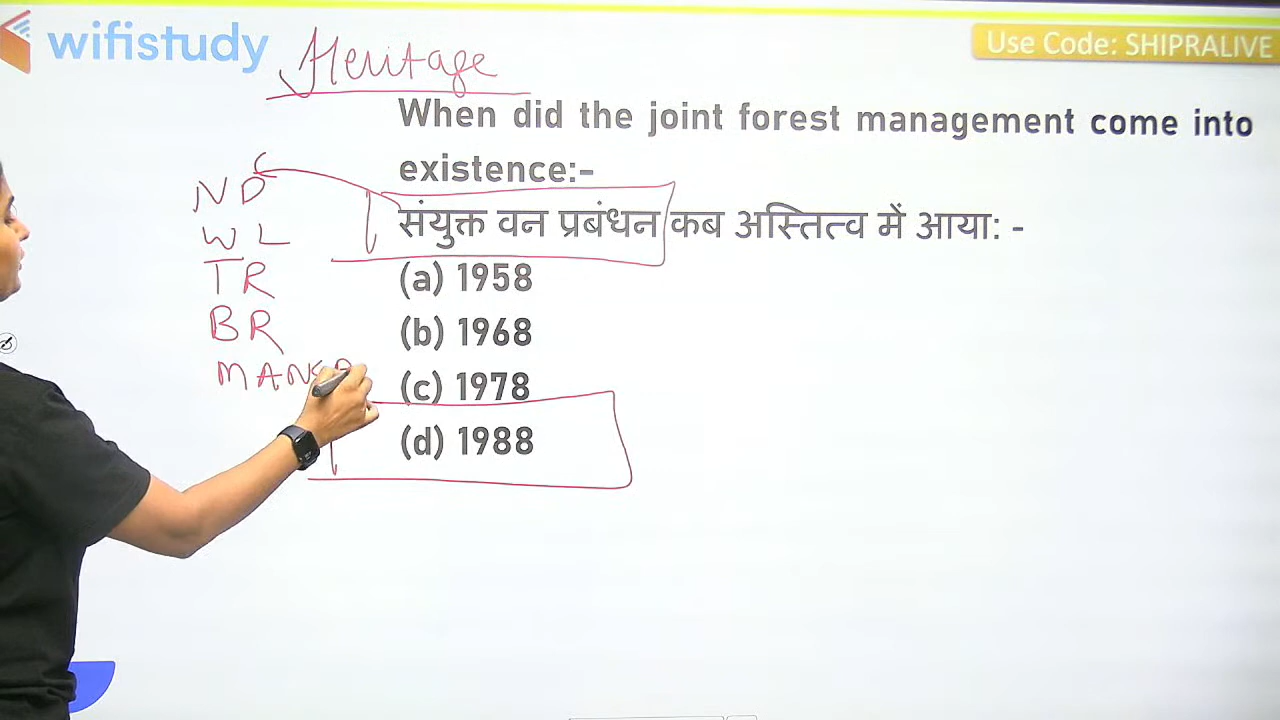 wifistudy
Heritage
Use Code: SHIPRALIVE
When did the joint forest management come into
existence:-
संयुक्त वन प्रबंधन कब अस्तित्व में आया: -
(a) 1958
(b) 1968
(c) 1978
(d) 1988
ND
WL
TR
BR